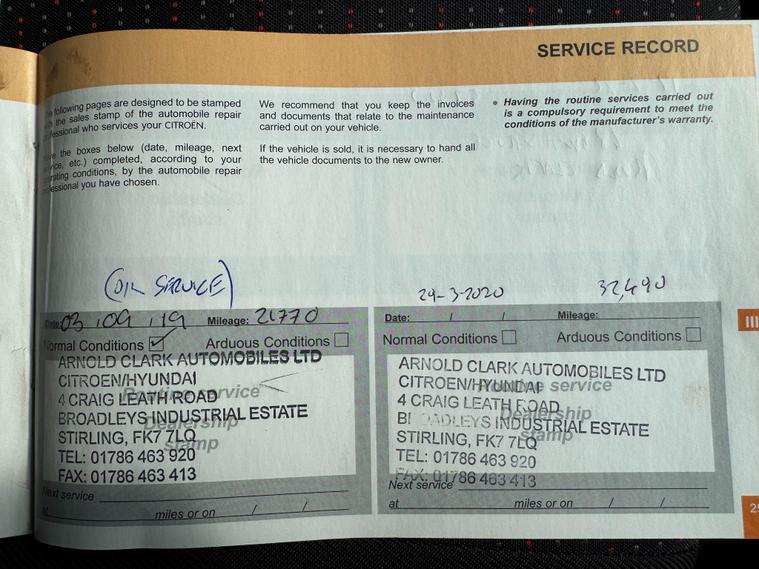 SERVICE RECORD
following pages are designed to be stamped
the sales stamp of the automobile repair
who services your CITROËN.
the boxes below (date, mileage, next
etc.) completed, according to your
conditions, by the automobile repair
you have chosen.
We recommend that you keep the invoices
and documents that relate to the maintenance
carried out on your vehicle.
If the vehicle is sold, it is necessary to hand all
the vehicle documents to the new owner.
• Having the routine services carried out
is a compulsory requirement to meet the
conditions of the manufacturer's warranty.
(OIL SERVICE)
Date: 03 / 09 / 19 Mileage: 21770
Normal Conditions Arduous Conditions
ARNOLD CLARK AUTOMOBILES LTD
CITROEN/HYUNDAI
Routine service
4 CRAIG LEATH ROAD
BROADLEYS INDUSTRIAL ESTATE
Dealership
STIRLING, FK7 7LQ
stamp
TEL: 01786 463 920
FAX: 01786 463 413
Next service
at miles or on / /
29-3-2020 32,490
Date: / / Mileage:
Normal Conditions Arduous Conditions
ARNOLD CLARK AUTOMOBILES LTD
CITROEN/HYUNDAI
Routine service
4 CRAIG LEATH ROAD
Dealership
BROADLEYS INDUSTRIAL ESTATE
STIRLING, FK7 7LQ
stamp
TEL: 01786 463 920
FAX: 01786 463 413
Next service
at miles or on / /
III